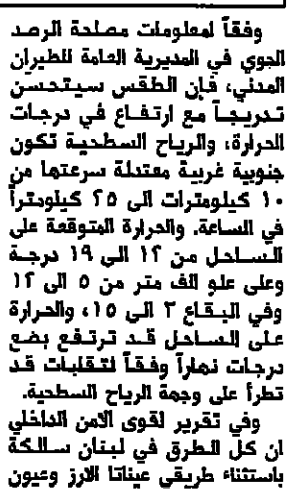 وفقاً لمعلومات مصلحة الرصد
الجوي في المديرية العامة للطيران
المدني، فإن الطقس سيتحسن
تدريجاً مع ارتفاع في درجات
الحرارة، والرياح السطحية تكون
جنوبية غربية معتدلة سرعتها من
١٠ كيلومترات الى ٢٥ كيلومتراً
في الساعة. والحرارة المتوقعة على
الساحل من ١٢ الى ١٩ درجة
وعلى علو الف متر من ٥ الى ١٢
وفي البقاع ٢ الى ١٥، والحرارة
على الساحل قد ترتفع بضع
درجات نهاراً وفقاً لتقلبات قد
تطرأ على وجهة الرياح السطحية.
وفي تقرير لقوى الامن الداخلي
ان كل الطرق في لبنان سالكة
باستثناء طريقي عيناتا الارز وعيون